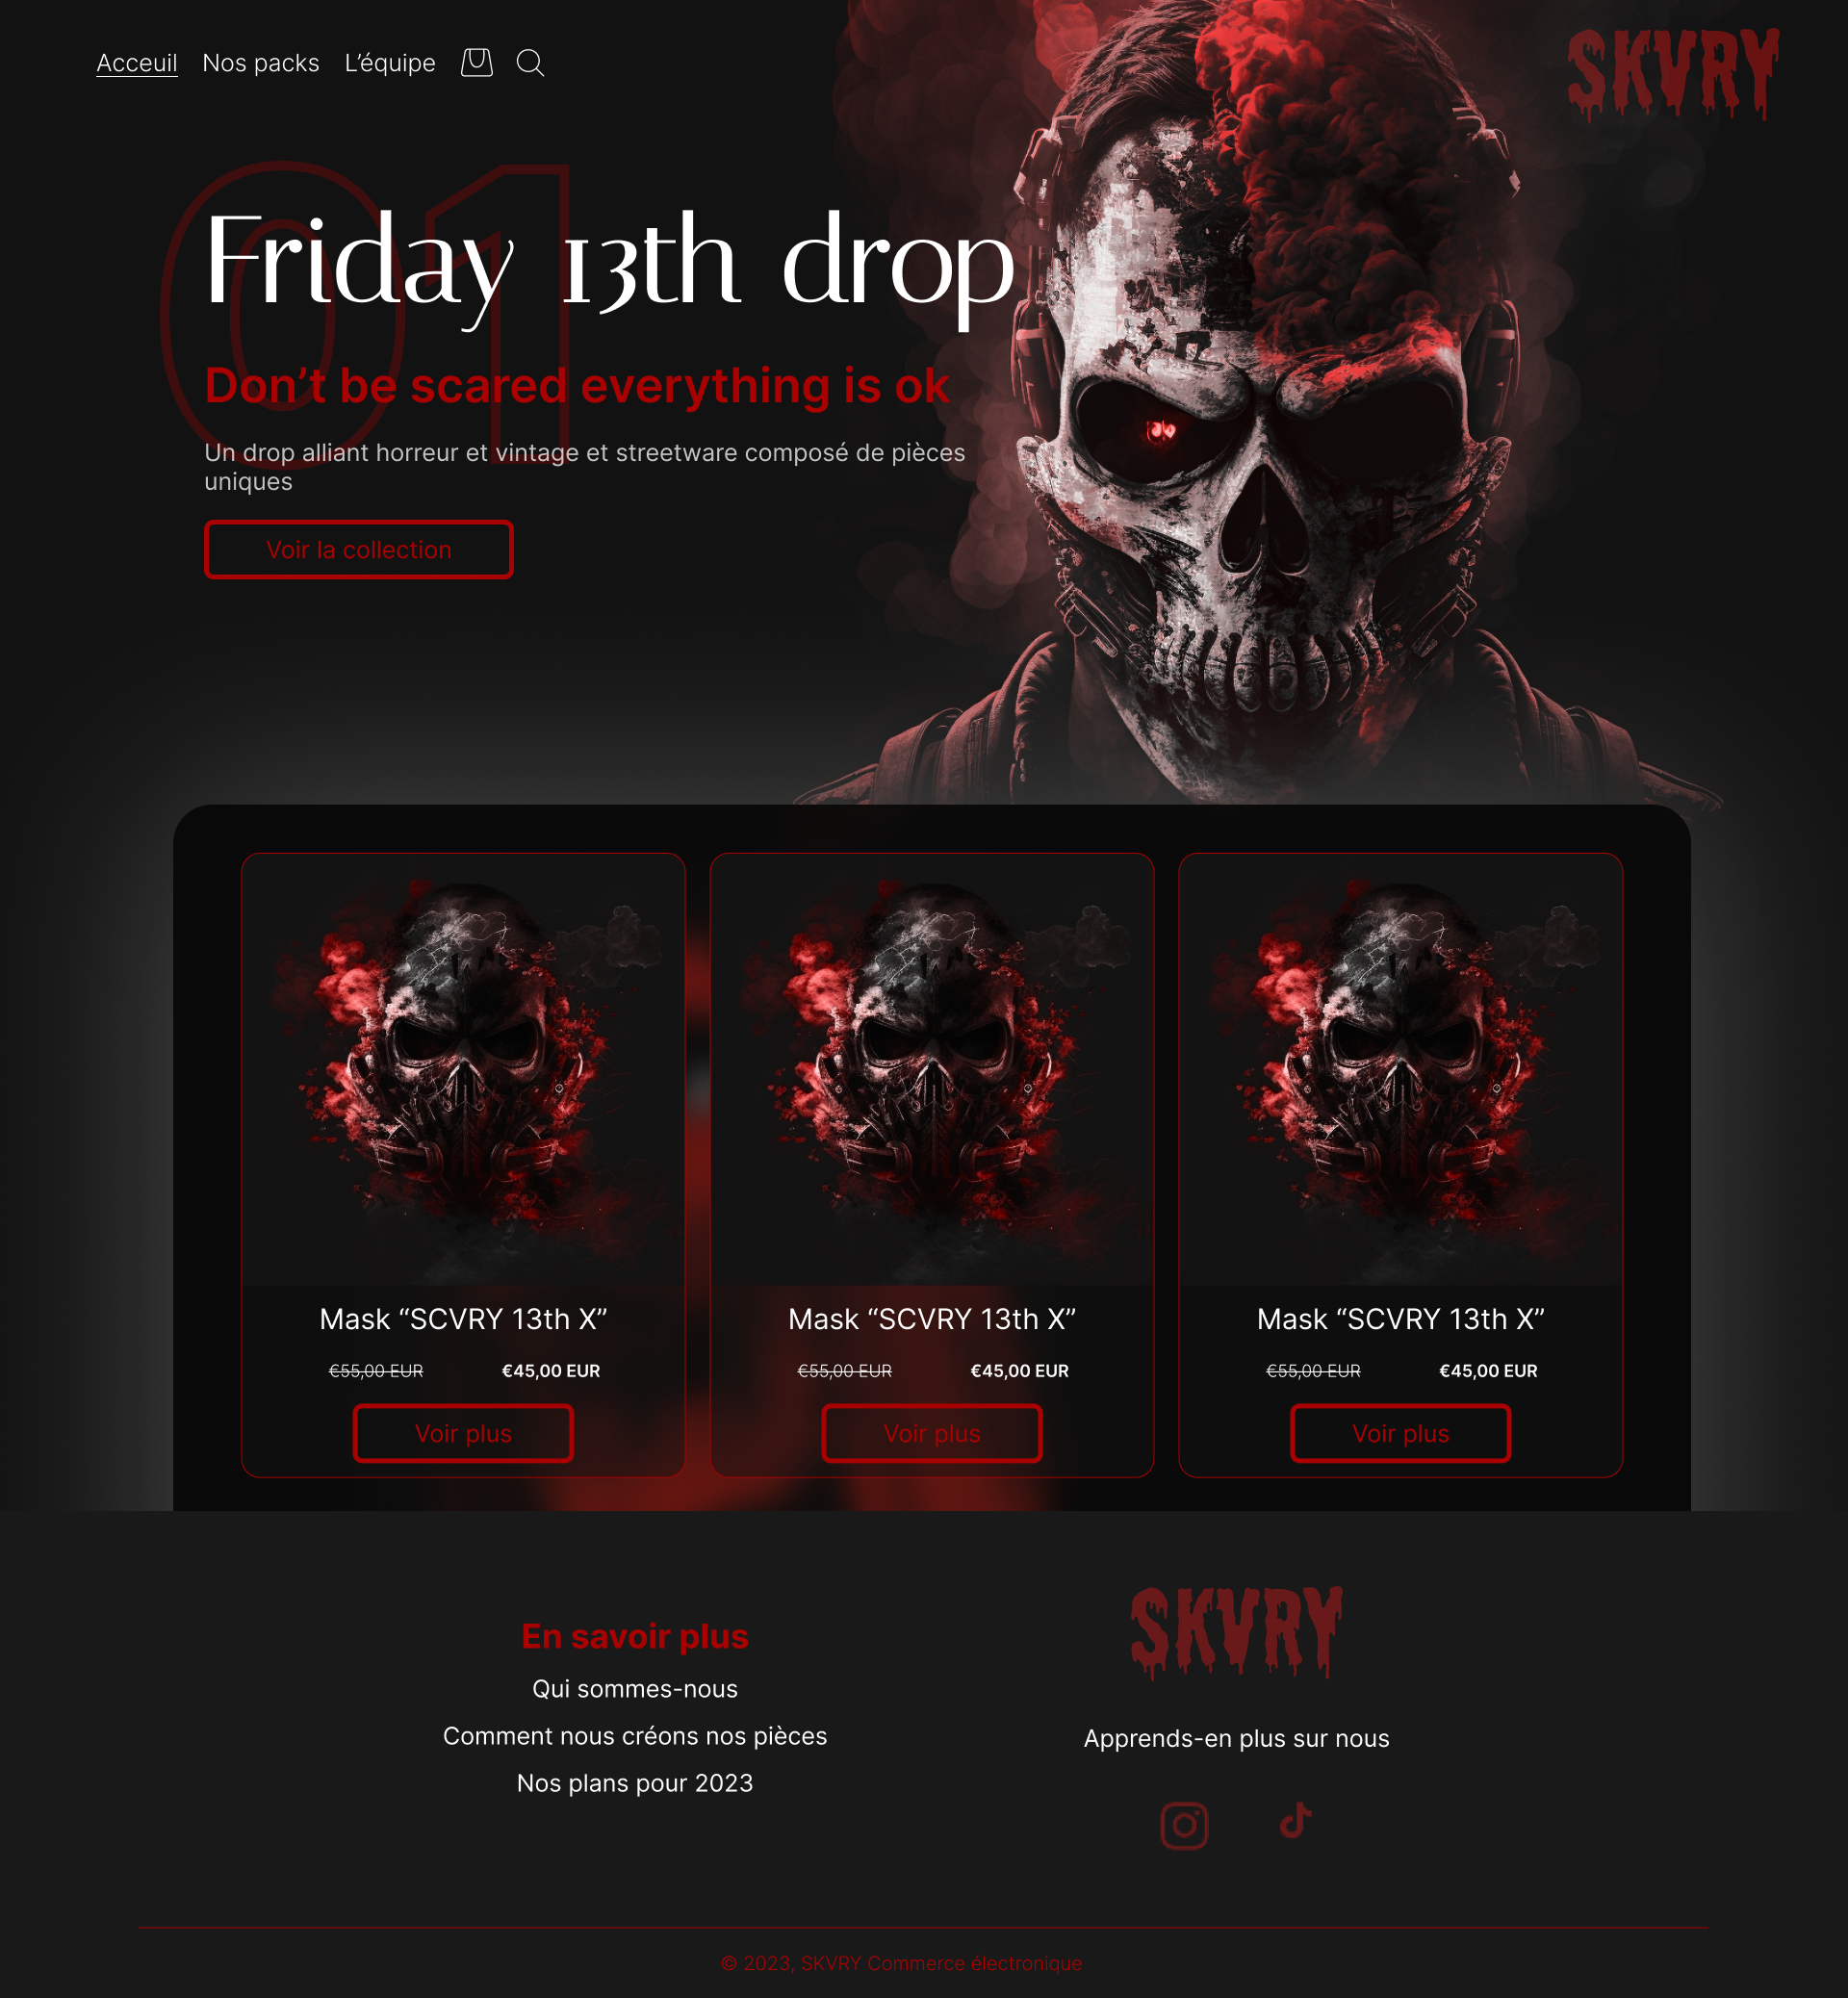 Acceuil Nos packs L’équipe
SKVRY
01
Friday 13th drop
Don’t be scared everything is ok
Un drop alliant horreur et vintage et streetware composé de pièces
uniques
Voir la collection
Mask “SCVRY 13th X”
€55,00 EUR €45,00 EUR
Voir plus
Mask “SCVRY 13th X”
€55,00 EUR €45,00 EUR
Voir plus
Mask “SCVRY 13th X”
€55,00 EUR €45,00 EUR
Voir plus
En savoir plus
Qui sommes-nous
Comment nous créons nos pièces
Nos plans pour 2023
SKVRY
Apprends-en plus sur nous
© 2023, SKVRY Commerce électronique